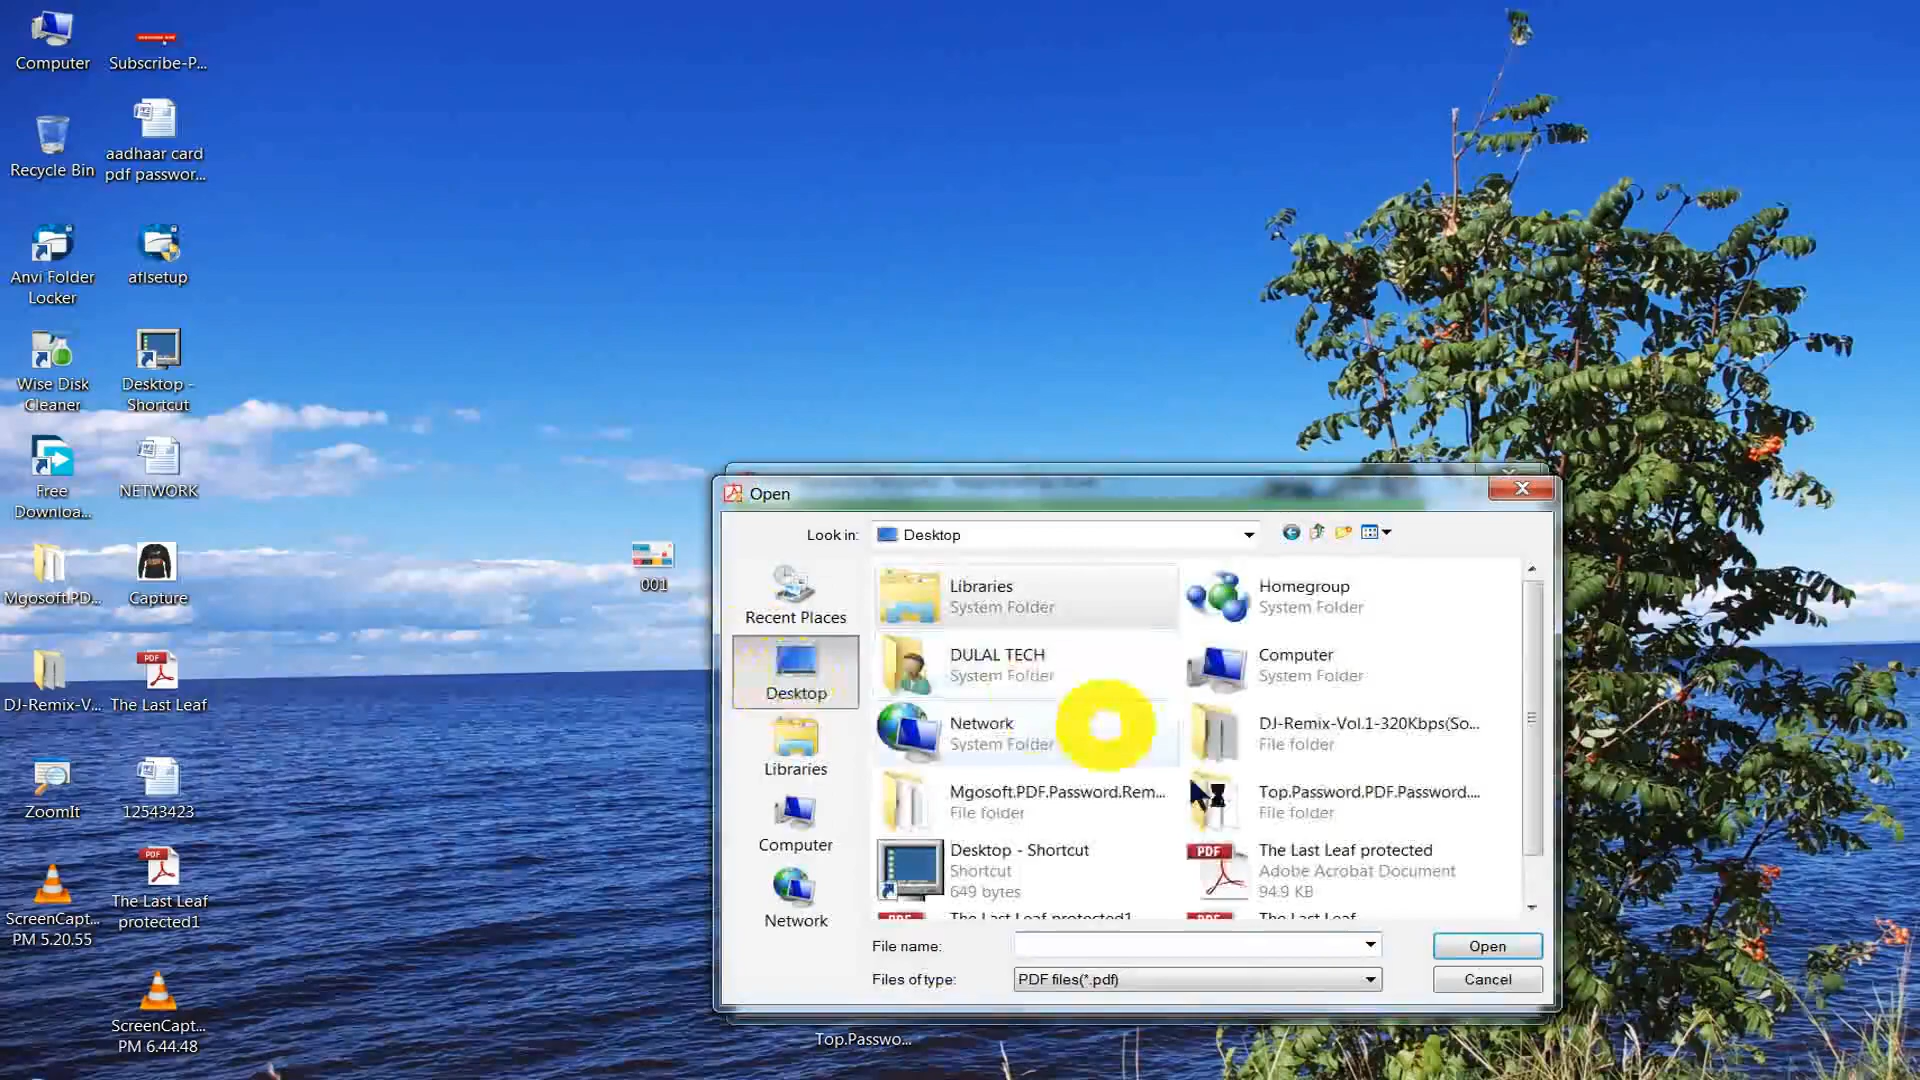 Computer
Subscribe-P...
Recycle Bin
aadhaar card
pdf passwor...
Anvi Folder
Locker
aflsetup
Wise Disk
Cleaner
Desktop -
Shortcut
Free
Downloa...
NETWORK
Mgosoft.PD...
Capture
DJ-Remix-V...
The Last Leaf
ZoomIt
12543423
ScreenCapt...
PM 5.20.55
The Last Leaf
protected1
ScreenCapt...
PM 6.44.48
001
Top.Passwo...
Open
Look in:
Desktop
Recent Places
Desktop
Libraries
Computer
Network
Libraries
System Folder
Homegroup
System Folder
DULAL TECH
System Folder
Computer
System Folder
Network
System Folder
DJ-Remix-Vol.1-320Kbps(So...
File folder
Mgosoft.PDF.Password.Rem...
File folder
Top.Password.PDF.Password....
File folder
Desktop - Shortcut
Shortcut
649 bytes
PDF
The Last Leaf protected
Adobe Acrobat Document
94.9 KB
The Last Leaf protected1
The Last Leaf
File name:
Open
Files of type:
PDF files(*.pdf)
Cancel